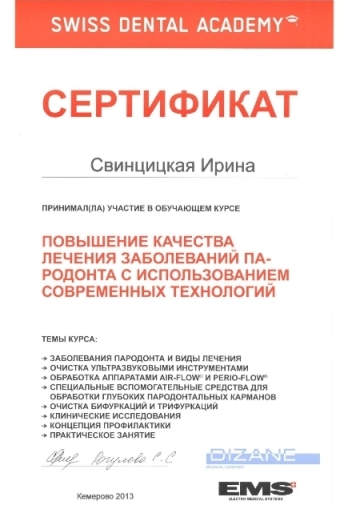 SWISS DENTAL ACADEMY
СЕРТИФИКАТ
Свинцицкая Ирина
ПРИНИМАЛ(ЛА) УЧАСТИЕ В ОБУЧАЮЩЕМ КУРСЕ
ПОВЫШЕНИЕ КАЧЕСТВА
ЛЕЧЕНИЯ ЗАБОЛЕВАНИЙ ПА-
РОДОНТА С ИСПОЛЬЗОВАНИЕМ
СОВРЕМЕННЫХ ТЕХНОЛОГИЙ
ТЕМЫ КУРСА:
→ ЗАБОЛЕВАНИЯ ПАРОДОНТА И ВИДЫ ЛЕЧЕНИЯ
→ ОЧИСТКА УЛЬТРАЗВУКОВЫМИ ИНСТРУМЕНТАМИ
→ ОБРАБОТКА АППАРАТАМИ AIR-FLOW® И PERIO-FLOW®
→ СПЕЦИАЛЬНЫЕ ВСПОМОГАТЕЛЬНЫЕ СРЕДСТВА ДЛЯ
ОБРАБОТКИ ГЛУБОКИХ ПАРОДОНТАЛЬНЫХ КАРМАНОВ
→ ОЧИСТКА БИФУРКАЦИЙ И ТРИФУРКАЦИЙ
→ КЛИНИЧЕСКИЕ ИССЛЕДОВАНИЯ
→ КОНЦЕПЦИЯ ПРОФИЛАКТИКИ
→ ПРАКТИЧЕСКОЕ ЗАНЯТИЕ
DIZANE
MEDICAL COMPANY
Кемерово 2013
EMS
ELECTRO MEDICAL SYSTEMS